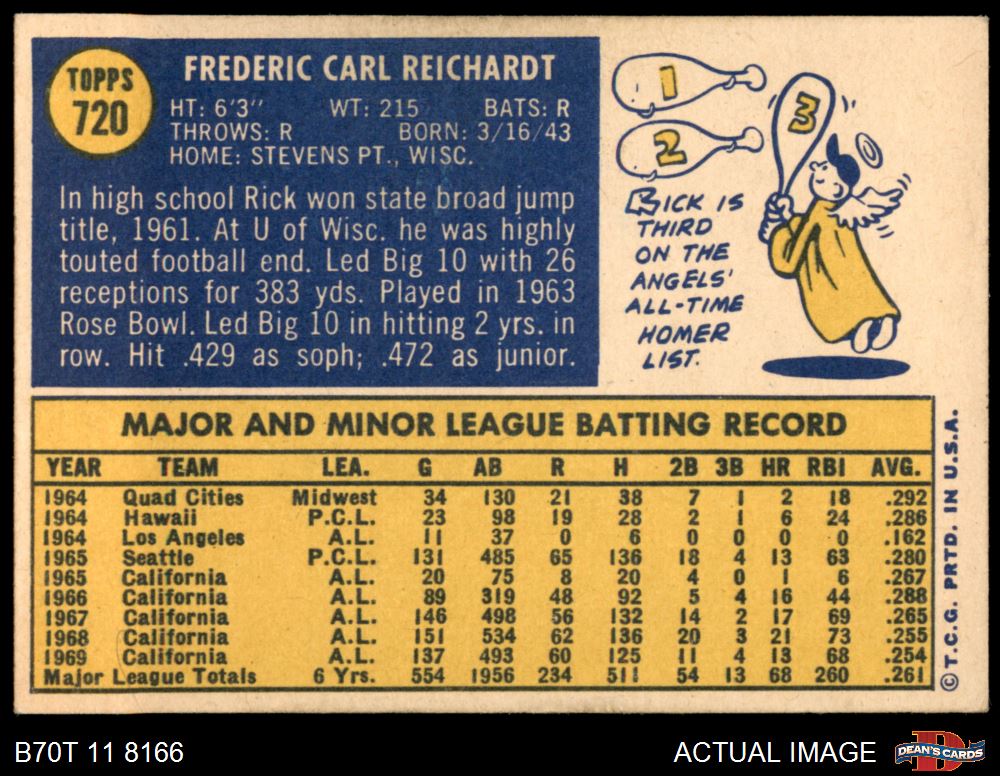 TOPPS
720
FREDERIC CARL REICHARDT
HT: 6'3" WT: 215 BATS: R
THROWS: R BORN: 3/16/43
HOME: STEVENS PT., WISC.
In high school Rick won state broad jump
title, 1961. At U of Wisc. he was highly
touted football end. Led Big 10 with 26
receptions for 383 yds. Played in 1963
Rose Bowl. Led Big 10 in hitting 2 yrs. in
row. Hit .429 as soph; .472 as junior.
1
2
3
RICK IS
THIRD
ON THE
ANGELS'
ALL-TIME
HOMER
LIST.
MAJOR AND MINOR LEAGUE BATTING RECORD
YEAR TEAM LEA. G AB R H 2B 3B HR RBI AVG.
1964 Quad Cities Midwest 34 130 21 38 7 1 2 18 .292
1964 Hawaii P.C.L. 23 98 19 28 2 1 6 24 .286
1964 Los Angeles A.L. 11 37 0 6 0 0 0 0 .162
1965 Seattle P.C.L. 131 485 65 136 18 4 13 63 .280
1965 California A.L. 20 75 8 20 4 0 1 6 .267
1966 California A.L. 89 319 48 92 5 4 16 44 .288
1967 California A.L. 146 498 56 132 14 2 17 69 .265
1968 California A.L. 151 534 62 136 20 3 21 73 .255
1969 California A.L. 137 493 60 125 11 4 13 68 .254
Major League Totals 6 Yrs. 554 1956 234 511 54 13 68 260 .261
©T.C.G. PRTD. IN U.S.A.
B70T 11 8166
ACTUAL IMAGE
DEAN'S CARDS